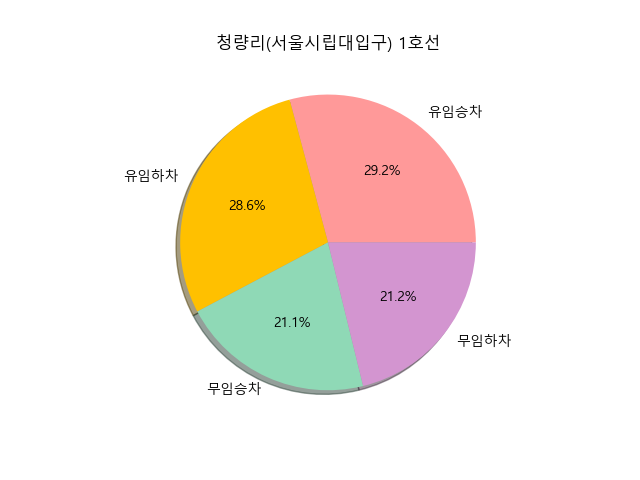 청량리(서울시립대입구) 1호선
유임승차
29.2%
유임하차
28.6%
21.1%
무임승차
21.2%
무임하차